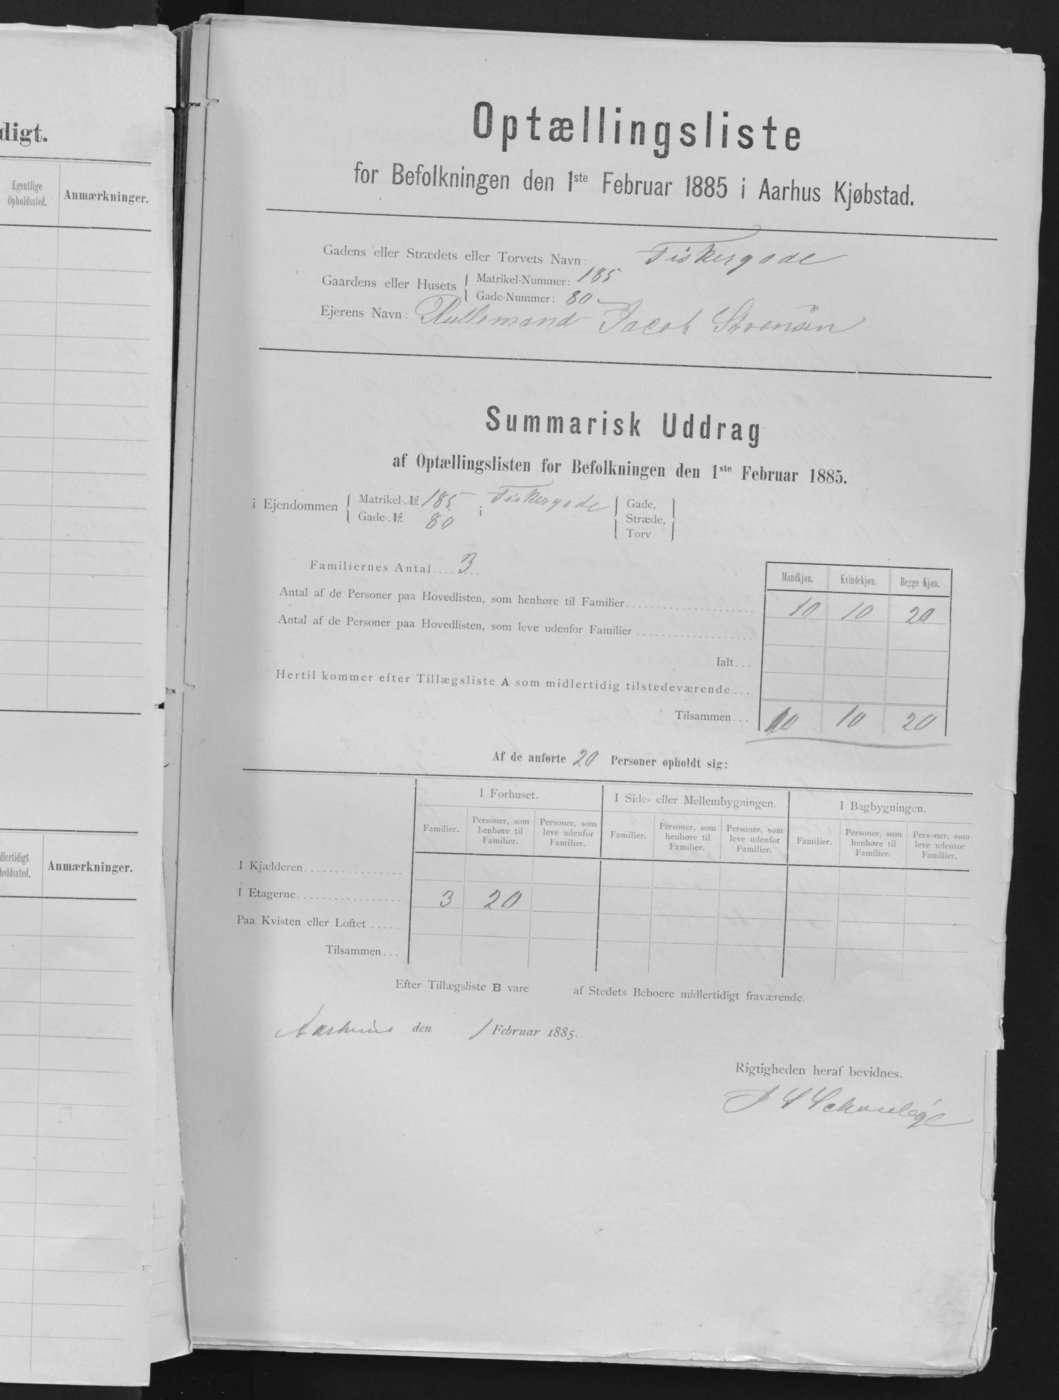 digt.
Egentlige Opholdssted.
Anmærkninger.
Anmærkninger.
Optællingsliste
for Befolkningen den 1ste Februar 1885 i Aarhus Kjøbstad.
Gadens eller Strædets eller Torvets Navn: Fiskergade
Gaardens eller Husets { Matrikel-Nummer: 185
Gade-Nummer: 80
Ejerens Navn: Rullemand Jacob Sørensen
Summarisk Uddrag
af Optællingslisten for Befolkningen den 1ste Februar 1885.
i Ejendommen { Matrikel-№ 185 i Fiskergade { Gade, }
Gade-№ 80 Stræde,
Torv
Familiernes Antal.... 3.
Mandkjøn. Kvindekjøn. Begge Kjøn.
Antal af de Personer paa Hovedlisten, som henhøre til Familier 10 10 20
Antal af de Personer paa Hovedlisten, som leve udenfor Familier
Ialt...
Hertil kommer efter Tillægsliste A som midlertidig tilstedeværende...
Tilsammen... 10 10 20
Af de anførte 20 Personer opholdt sig:
I Forhuset. I Side- eller Mellembygningen. I Bagbygningen.
Familier. Personer, som henhøre til Familier. Personer, som leve udenfor Familier. Familier. Personer, som henhøre til Familier. Personer, som leve udenfor Familier. Familier. Personer, som henhøre til Familier. Personer, som leve udenfor Familier.
I Kjælderen
I Etagerne 3 20
Paa Kvisten eller Loftet
Tilsammen...
Efter Tillægsliste B vare af Stedets Beboere midlertidigt fraværende.
Aarhuus den 1 Februar 1885.
Rigtigheden heraf bevidnes.